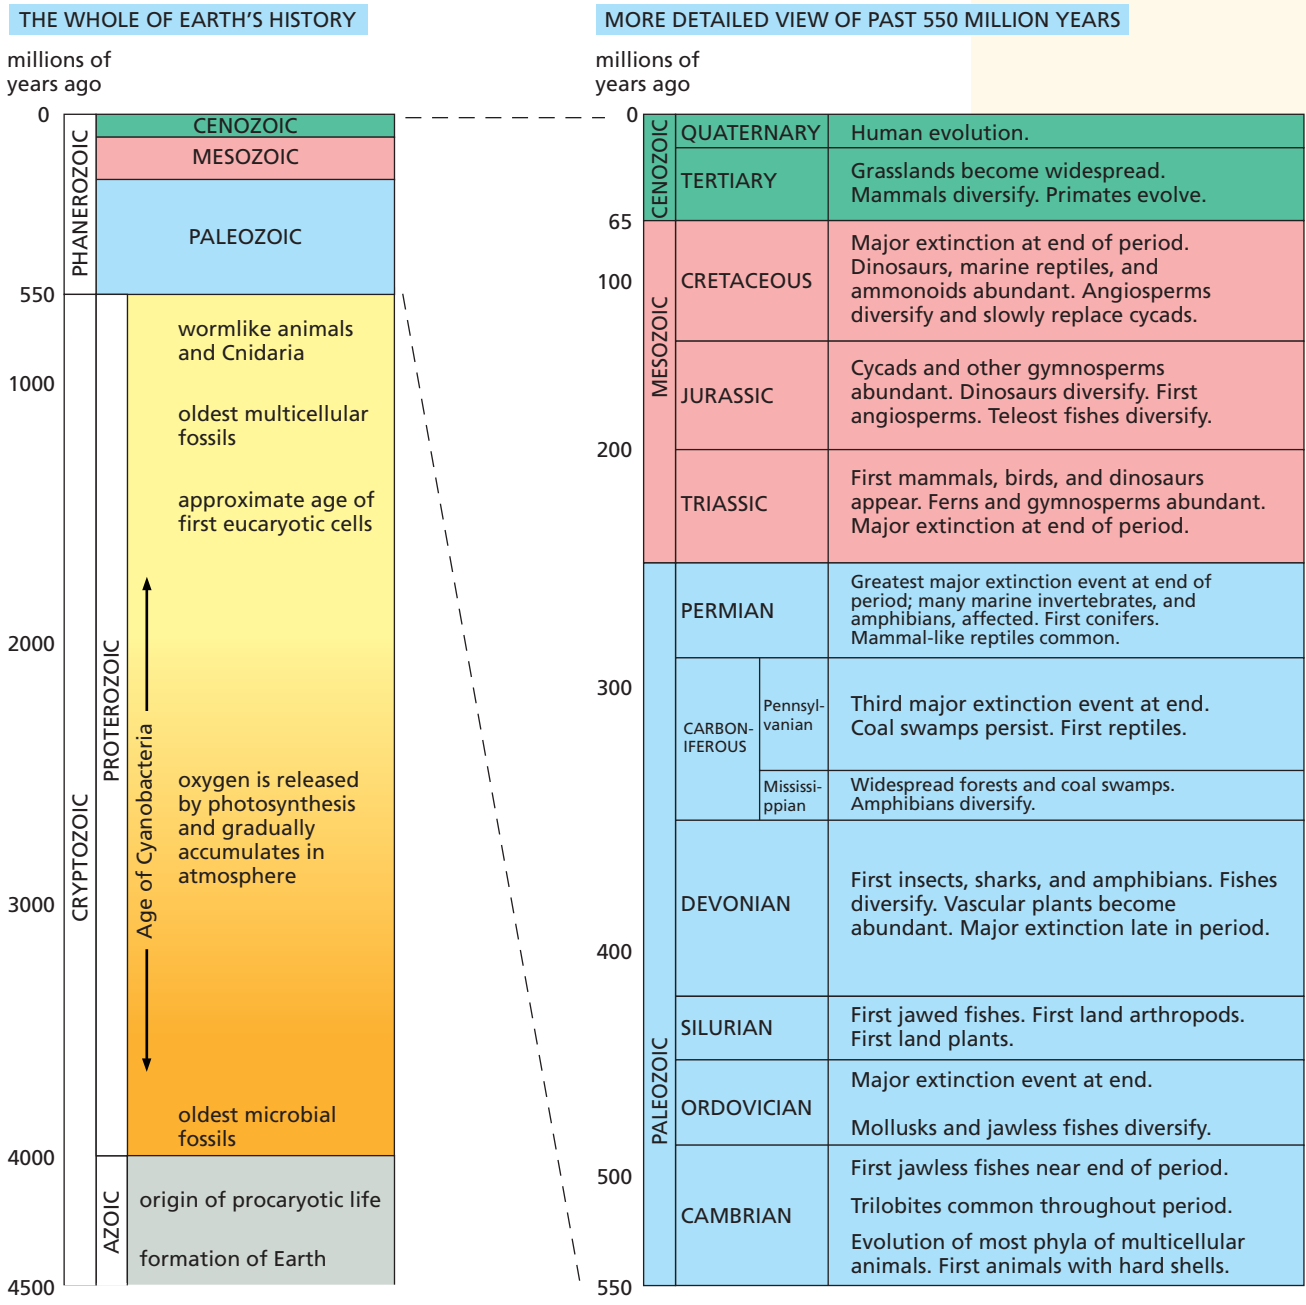 THE WHOLE OF EARTH'S HISTORY
millions of
years ago
0
550
1000
2000
3000
4000
4500
PHANEROZOIC
CENOZOIC
MESOZOIC
PALEOZOIC
CRYPTOZOIC
PROTEROZOIC
AZOIC
wormlike animals
and Cnidaria
oldest multicellular
fossils
approximate age of
first eucaryotic cells
Age of Cyanobacteria
oxygen is released
by photosynthesis
and gradually
accumulates in
atmosphere
oldest microbial
fossils
origin of procaryotic life
formation of Earth
MORE DETAILED VIEW OF PAST 550 MILLION YEARS
millions of
years ago
0
65
100
200
300
400
500
550
CENOZOIC
QUATERNARY
Human evolution.
TERTIARY
Grasslands become widespread.
Mammals diversify. Primates evolve.
MESOZOIC
CRETACEOUS
Major extinction at end of period.
Dinosaurs, marine reptiles, and
ammonoids abundant. Angiosperms
diversify and slowly replace cycads.
JURASSIC
Cycads and other gymnosperms
abundant. Dinosaurs diversify. First
angiosperms. Teleost fishes diversify.
TRIASSIC
First mammals, birds, and dinosaurs
appear. Ferns and gymnosperms abundant.
Major extinction at end of period.
PALEOZOIC
PERMIAN
Greatest major extinction event at end of
period; many marine invertebrates, and
amphibians, affected. First conifers.
Mammal-like reptiles common.
CARBON-
IFEROUS
Pennsyl-
vanian
Third major extinction event at end.
Coal swamps persist. First reptiles.
Mississi-
ppian
Widespread forests and coal swamps.
Amphibians diversify.
DEVONIAN
First insects, sharks, and amphibians. Fishes
diversify. Vascular plants become
abundant. Major extinction late in period.
SILURIAN
First jawed fishes. First land arthropods.
First land plants.
ORDOVICIAN
Major extinction event at end.
Mollusks and jawless fishes diversify.
CAMBRIAN
First jawless fishes near end of period.
Trilobites common throughout period.
Evolution of most phyla of multicellular
animals. First animals with hard shells.